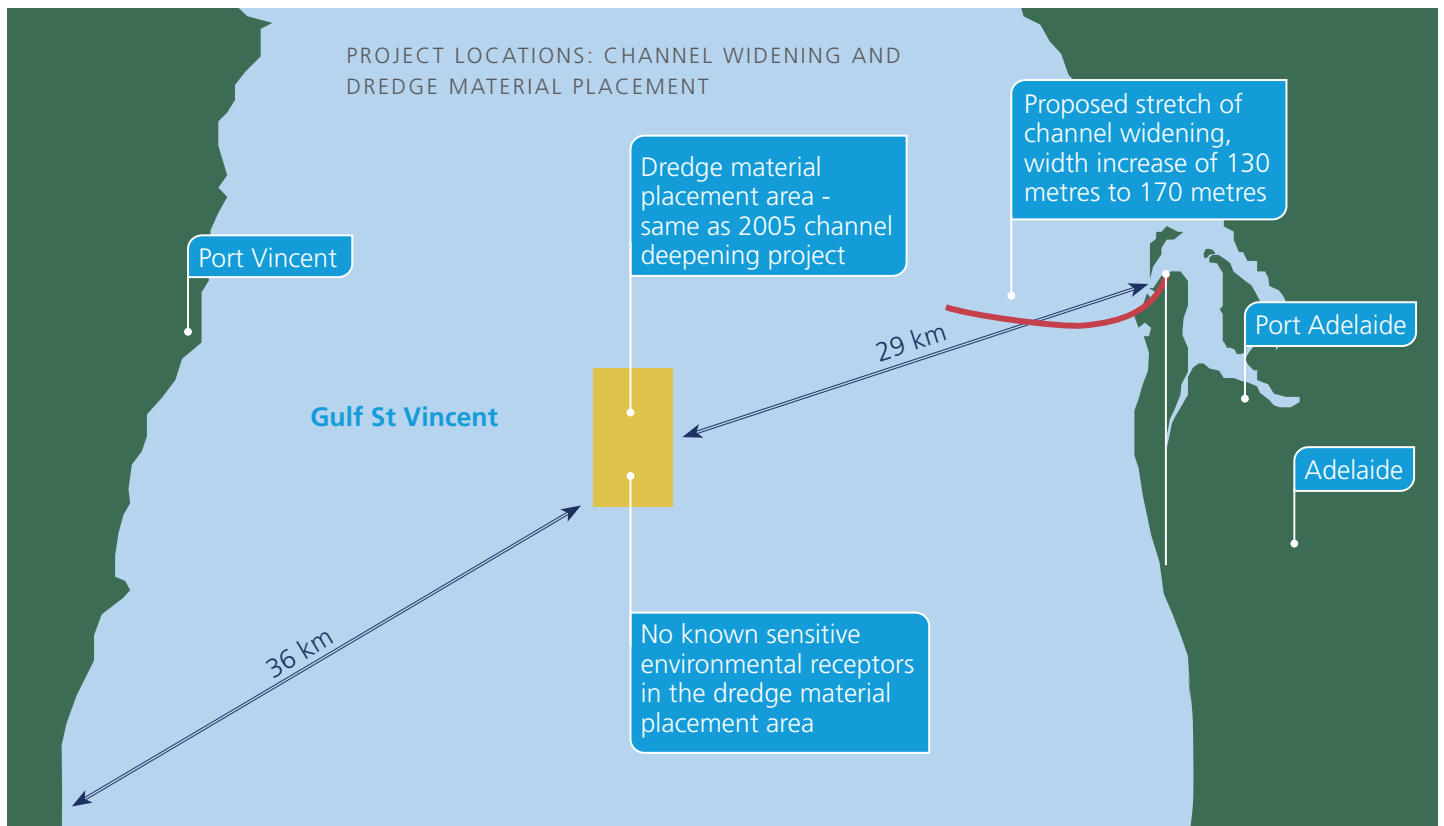 PROJECT LOCATIONS: CHANNEL WIDENING AND
DREDGE MATERIAL PLACEMENT
Proposed stretch of
channel widening,
width increase of 130
metres to 170 metres
Dredge material
placement area -
same as 2005 channel
deepening project
Port Vincent
Port Adelaide
29 km
Gulf St Vincent
Adelaide
36 km
No known sensitive
environmental receptors
in the dredge material
placement area